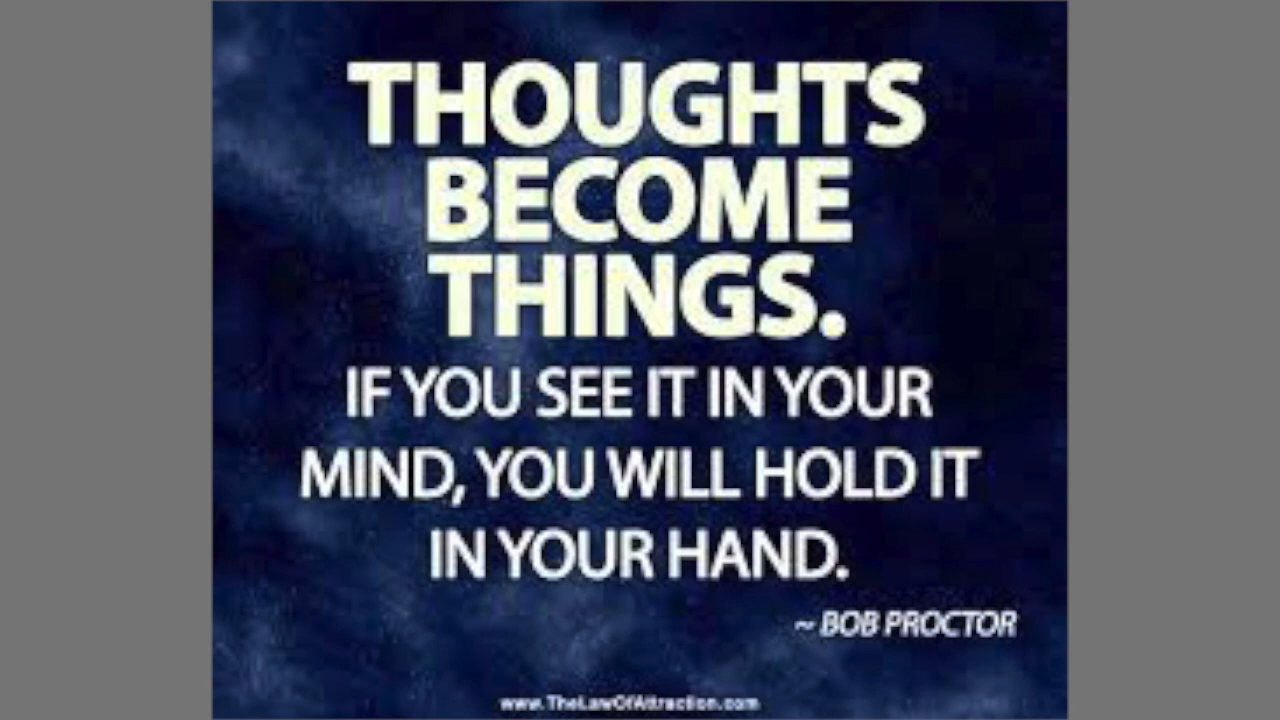 THOUGHTS
BECOME
THINGS.
IF YOU SEE IT IN YOUR
MIND, YOU WILL HOLD IT
IN YOUR HAND.
~ BOB PROCTOR
www.TheLawOfAttraction.com